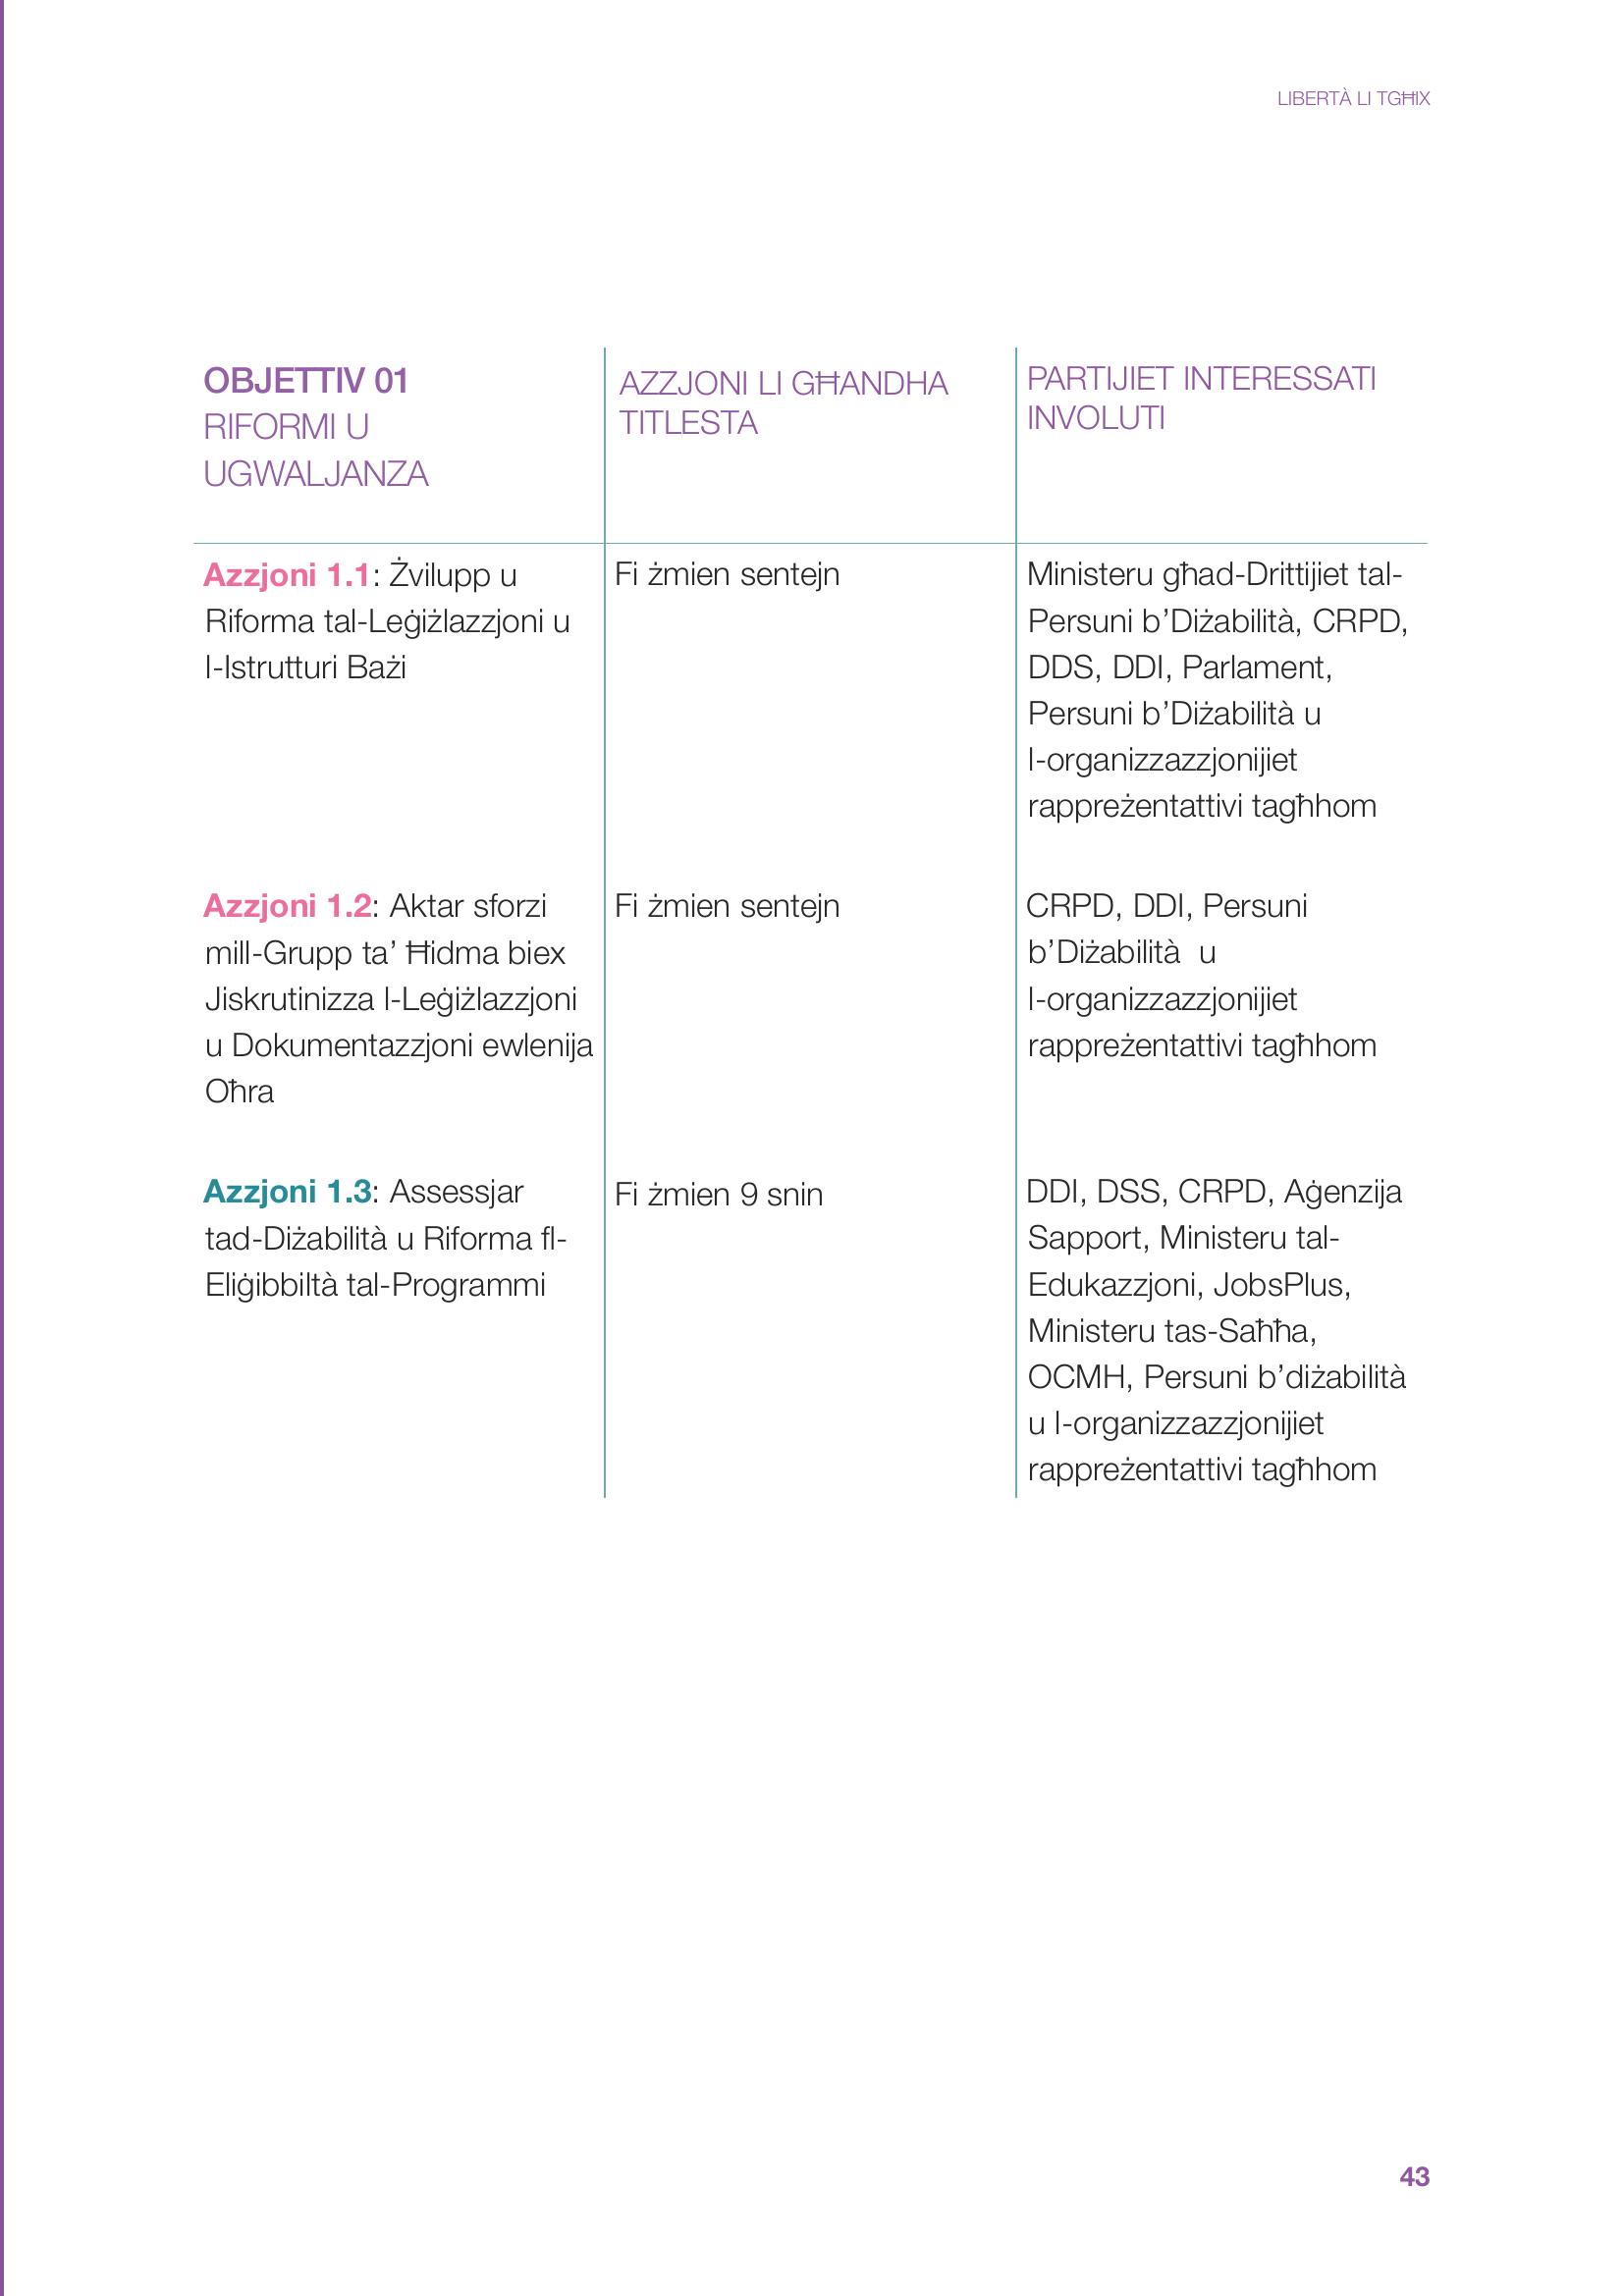 LIBERTÀ LI TGĦIX
OBJETTIV 01
RIFORMI U
UGWALJANZA
AZZJONI LI GĦANDHA
TITLESTA
PARTIJIET INTERESSATI
INVOLUTI
Azzjoni 1.1: Żvilupp u
Riforma tal-Leġiżlazzjoni u
l-Istrutturi Bażi
Fi żmien sentejn
Ministeru għad-Drittijiet tal-
Persuni b’Diżabilità, CRPD,
DDS, DDI, Parlament,
Persuni b’Diżabilità u
l-organizzazzjonijiet
rappreżentattivi tagħhom
Azzjoni 1.2: Aktar sforzi
mill-Grupp ta’ Ħidma biex
Jiskrutinizza l-Leġiżlazzjoni
u Dokumentazzjoni ewlenija
Oħra
Fi żmien sentejn
CRPD, DDI, Persuni
b’Diżabilità  u
l-organizzazzjonijiet
rappreżentattivi tagħhom
Azzjoni 1.3: Assessjar
tad-Diżabilità u Riforma fl-
Eliġibbiltà tal-Programmi
Fi żmien 9 snin
DDI, DSS, CRPD, Aġenzija
Sapport, Ministeru tal-
Edukazzjoni, JobsPlus,
Ministeru tas-Saħħa,
OCMH, Persuni b’diżabilità
u l-organizzazzjonijiet
rappreżentattivi tagħhom
43